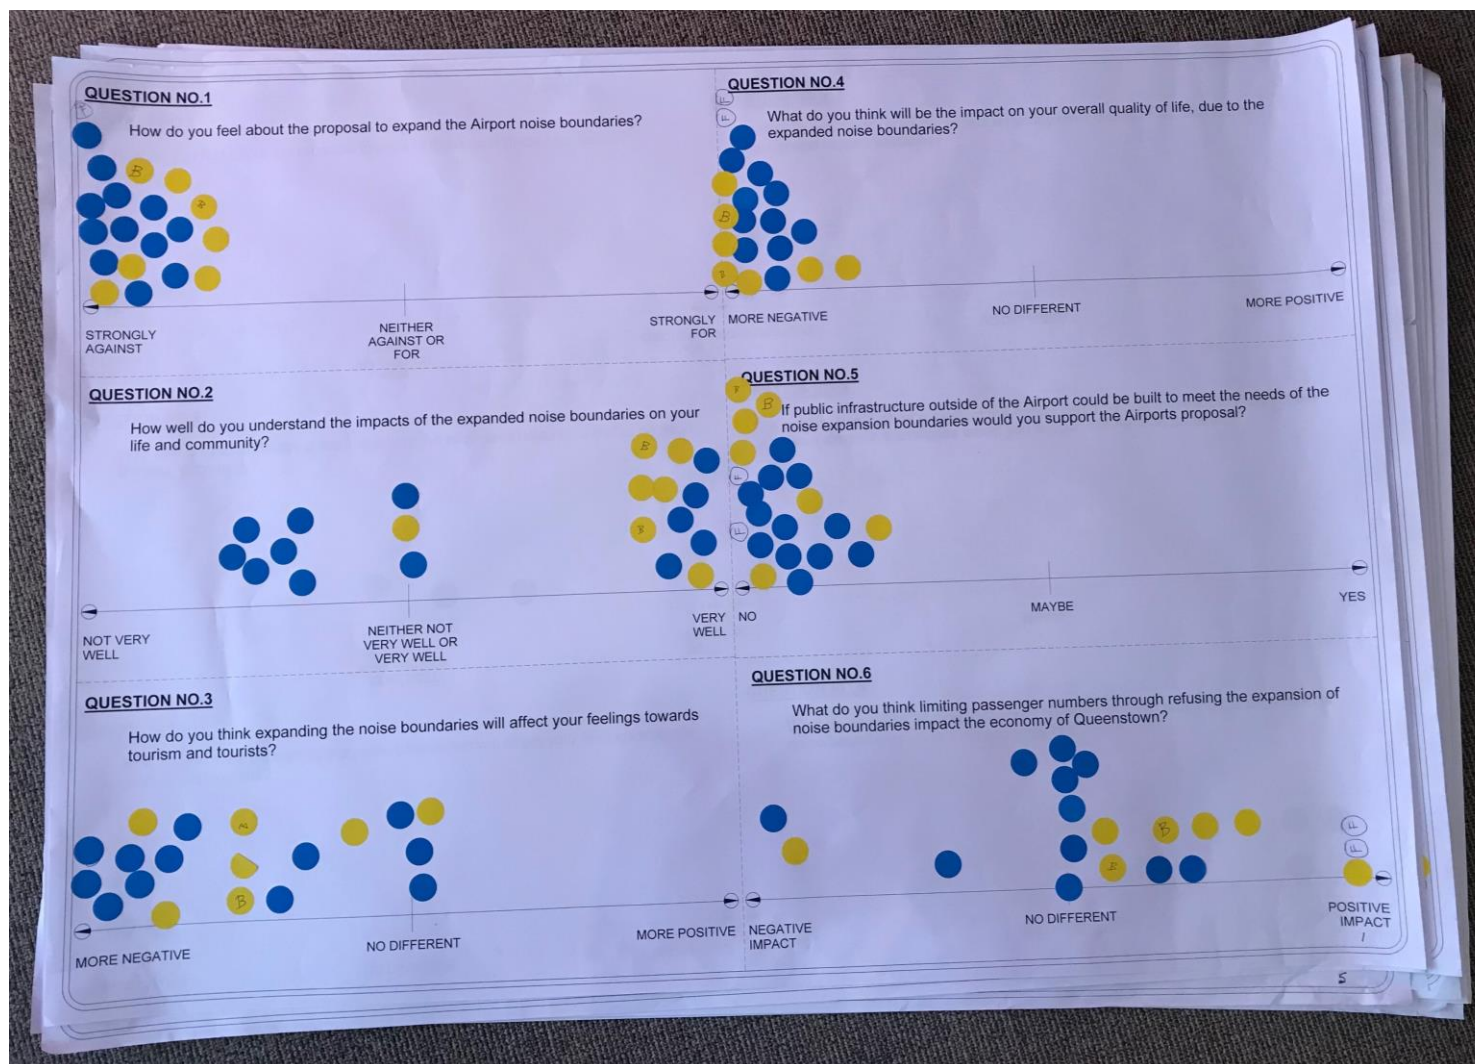 QUESTION NO.1
How do you feel about the proposal to expand the Airport noise boundaries?
B
B
STRONGLY
AGAINST
NEITHER
AGAINST OR
FOR
STRONGLY
FOR
QUESTION NO.2
How well do you understand the impacts of the expanded noise boundaries on your
life and community?
B
B
NOT VERY
WELL
NEITHER NOT
VERY WELL OR
VERY WELL
VERY
WELL
QUESTION NO.3
How do you think expanding the noise boundaries will affect your feelings towards
tourism and tourists?
B
MORE NEGATIVE
NO DIFFERENT
MORE POSITIVE
QUESTION NO.4
F
F
What do you think will be the impact on your overall quality of life, due to the
expanded noise boundaries?
B
B
MORE NEGATIVE
NO DIFFERENT
MORE POSITIVE
QUESTION NO.5
B
If public infrastructure outside of the Airport could be built to meet the needs of the
noise expansion boundaries would you support the Airports proposal?
F
F
NO
MAYBE
YES
QUESTION NO.6
What do you think limiting passenger numbers through refusing the expansion of
noise boundaries impact the economy of Queenstown?
B
B
F
F
NEGATIVE
IMPACT
NO DIFFERENT
POSITIVE
IMPACT
1
5